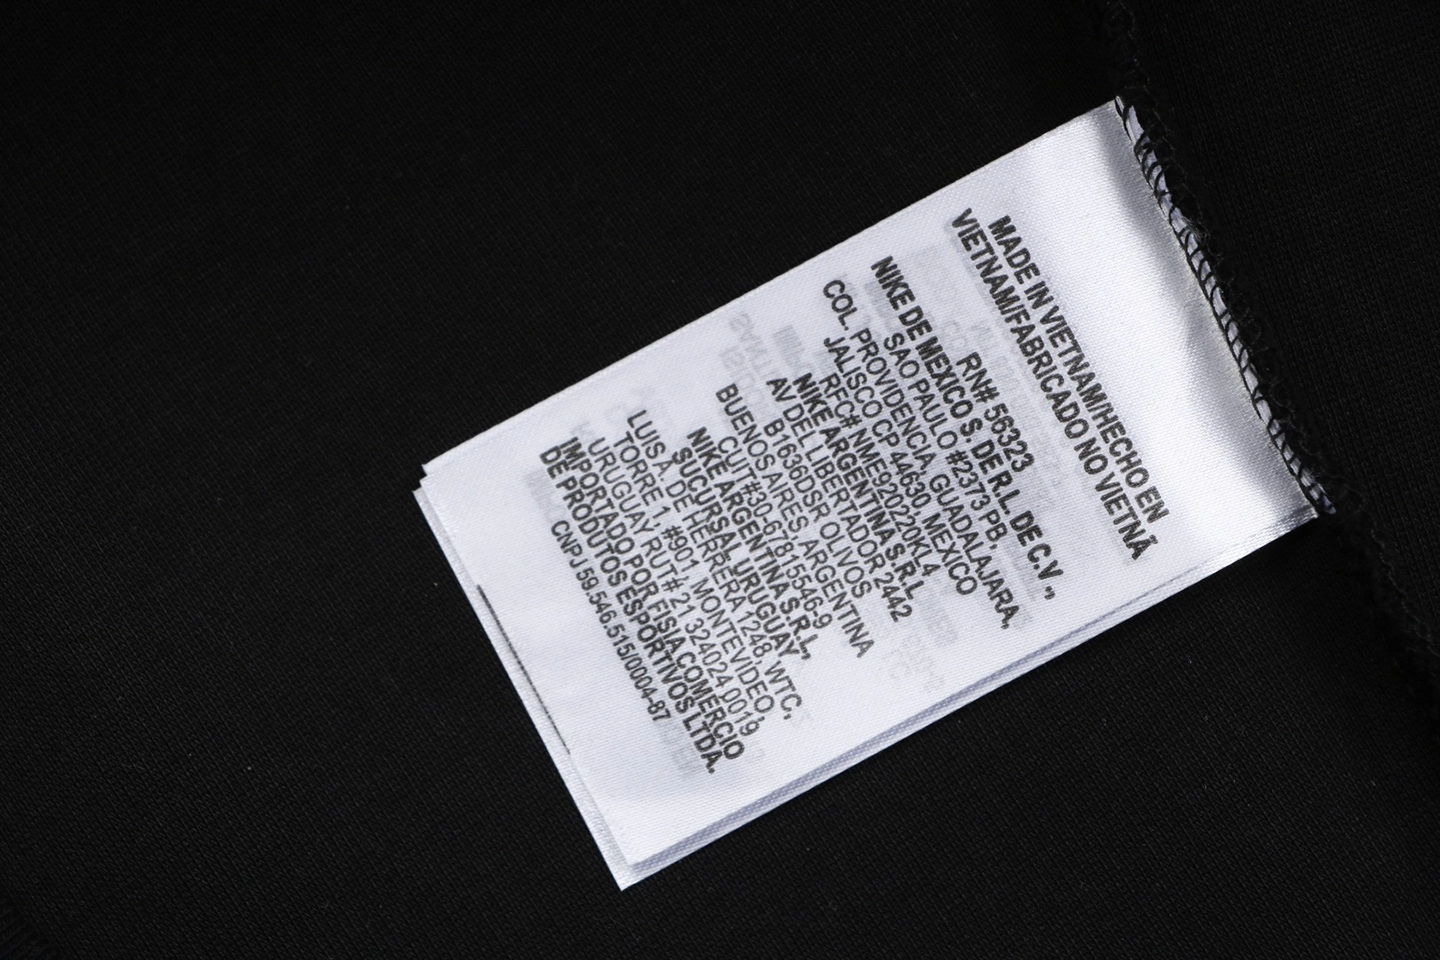 MADE IN VIETNAM/HECHO EN
VIETNAM/FABRICADO NO VIETNÃ
RN# 56323
NIKE DE MEXICO S. DE R.L. DE C.V.,
SAO PAULO #2373 PB,
COL. PROVIDENCIA, GUADALAJARA,
JALISCO CP 44630, MEXICO
RFC# NME920220KL4
NIKE ARGENTINA S.R.L
AV DEL LIBERTADOR 2442
B1636DSR OLIVOS
BUENOS AIRES, ARGENTINA
CUIT #30-67815546-9
NIKE ARGENTINA S.R.L,
SUCURSAL URUGUAY
LUIS A. DE HERRERA 1248, WTC,
TORRE 1, #901, MONTEVIDEO,
URUGUAY, RUT# 21 324024 0019
IMPORTADO POR FISIA COMERCIO
DE PRODUTOS ESPORTIVOS LTDA.
CNPJ 59.546.515/0004-87